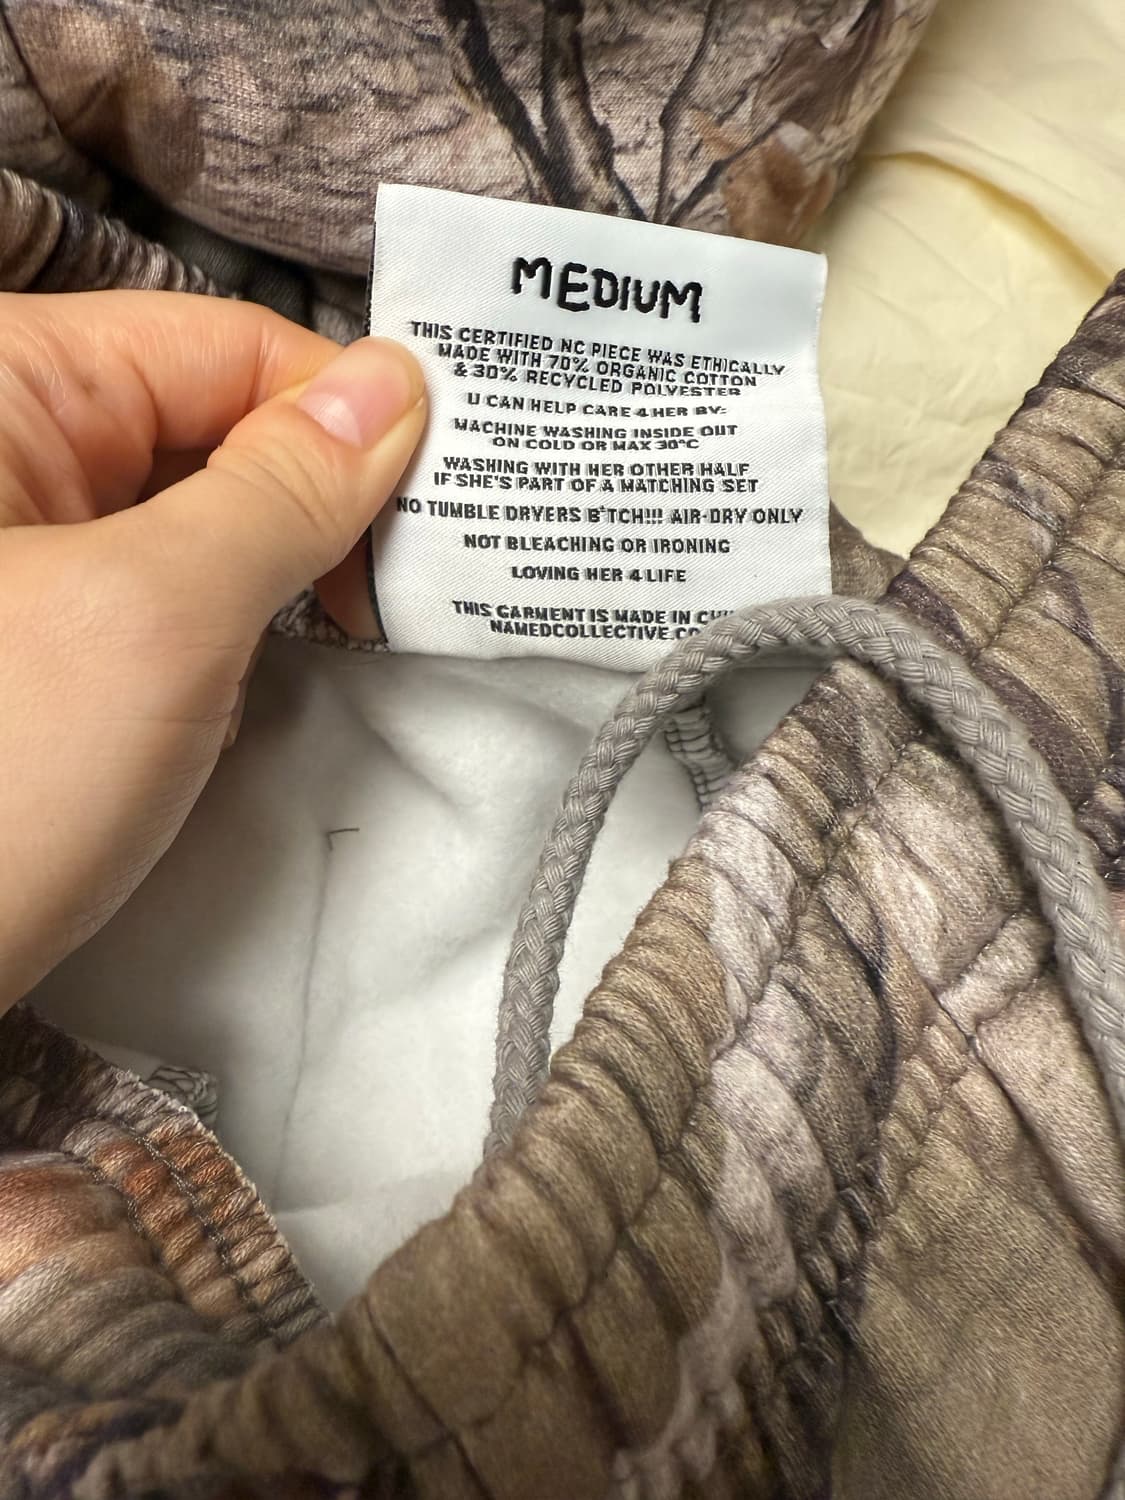 MEDIUM
THIS CERTIFIED NC PIECE WAS ETHICALLY
MADE WITH 70% ORGANIC COTTON
& 30% RECYCLED POLYESTER
U CAN HELP CARE 4 HER BY:
MACHINE WASHING INSIDE OUT
ON COLD OR MAX 30°C
WASHING WITH HER OTHER HALF
IF SHE'S PART OF A MATCHING SET
NO TUMBLE DRYERS B*TCH!!! AIR-DRY ONLY
NOT BLEACHING OR IRONING
LOVING HER 4 LIFE
THIS GARMENT IS MADE IN
NAMEDCOLLECTIVE.CO